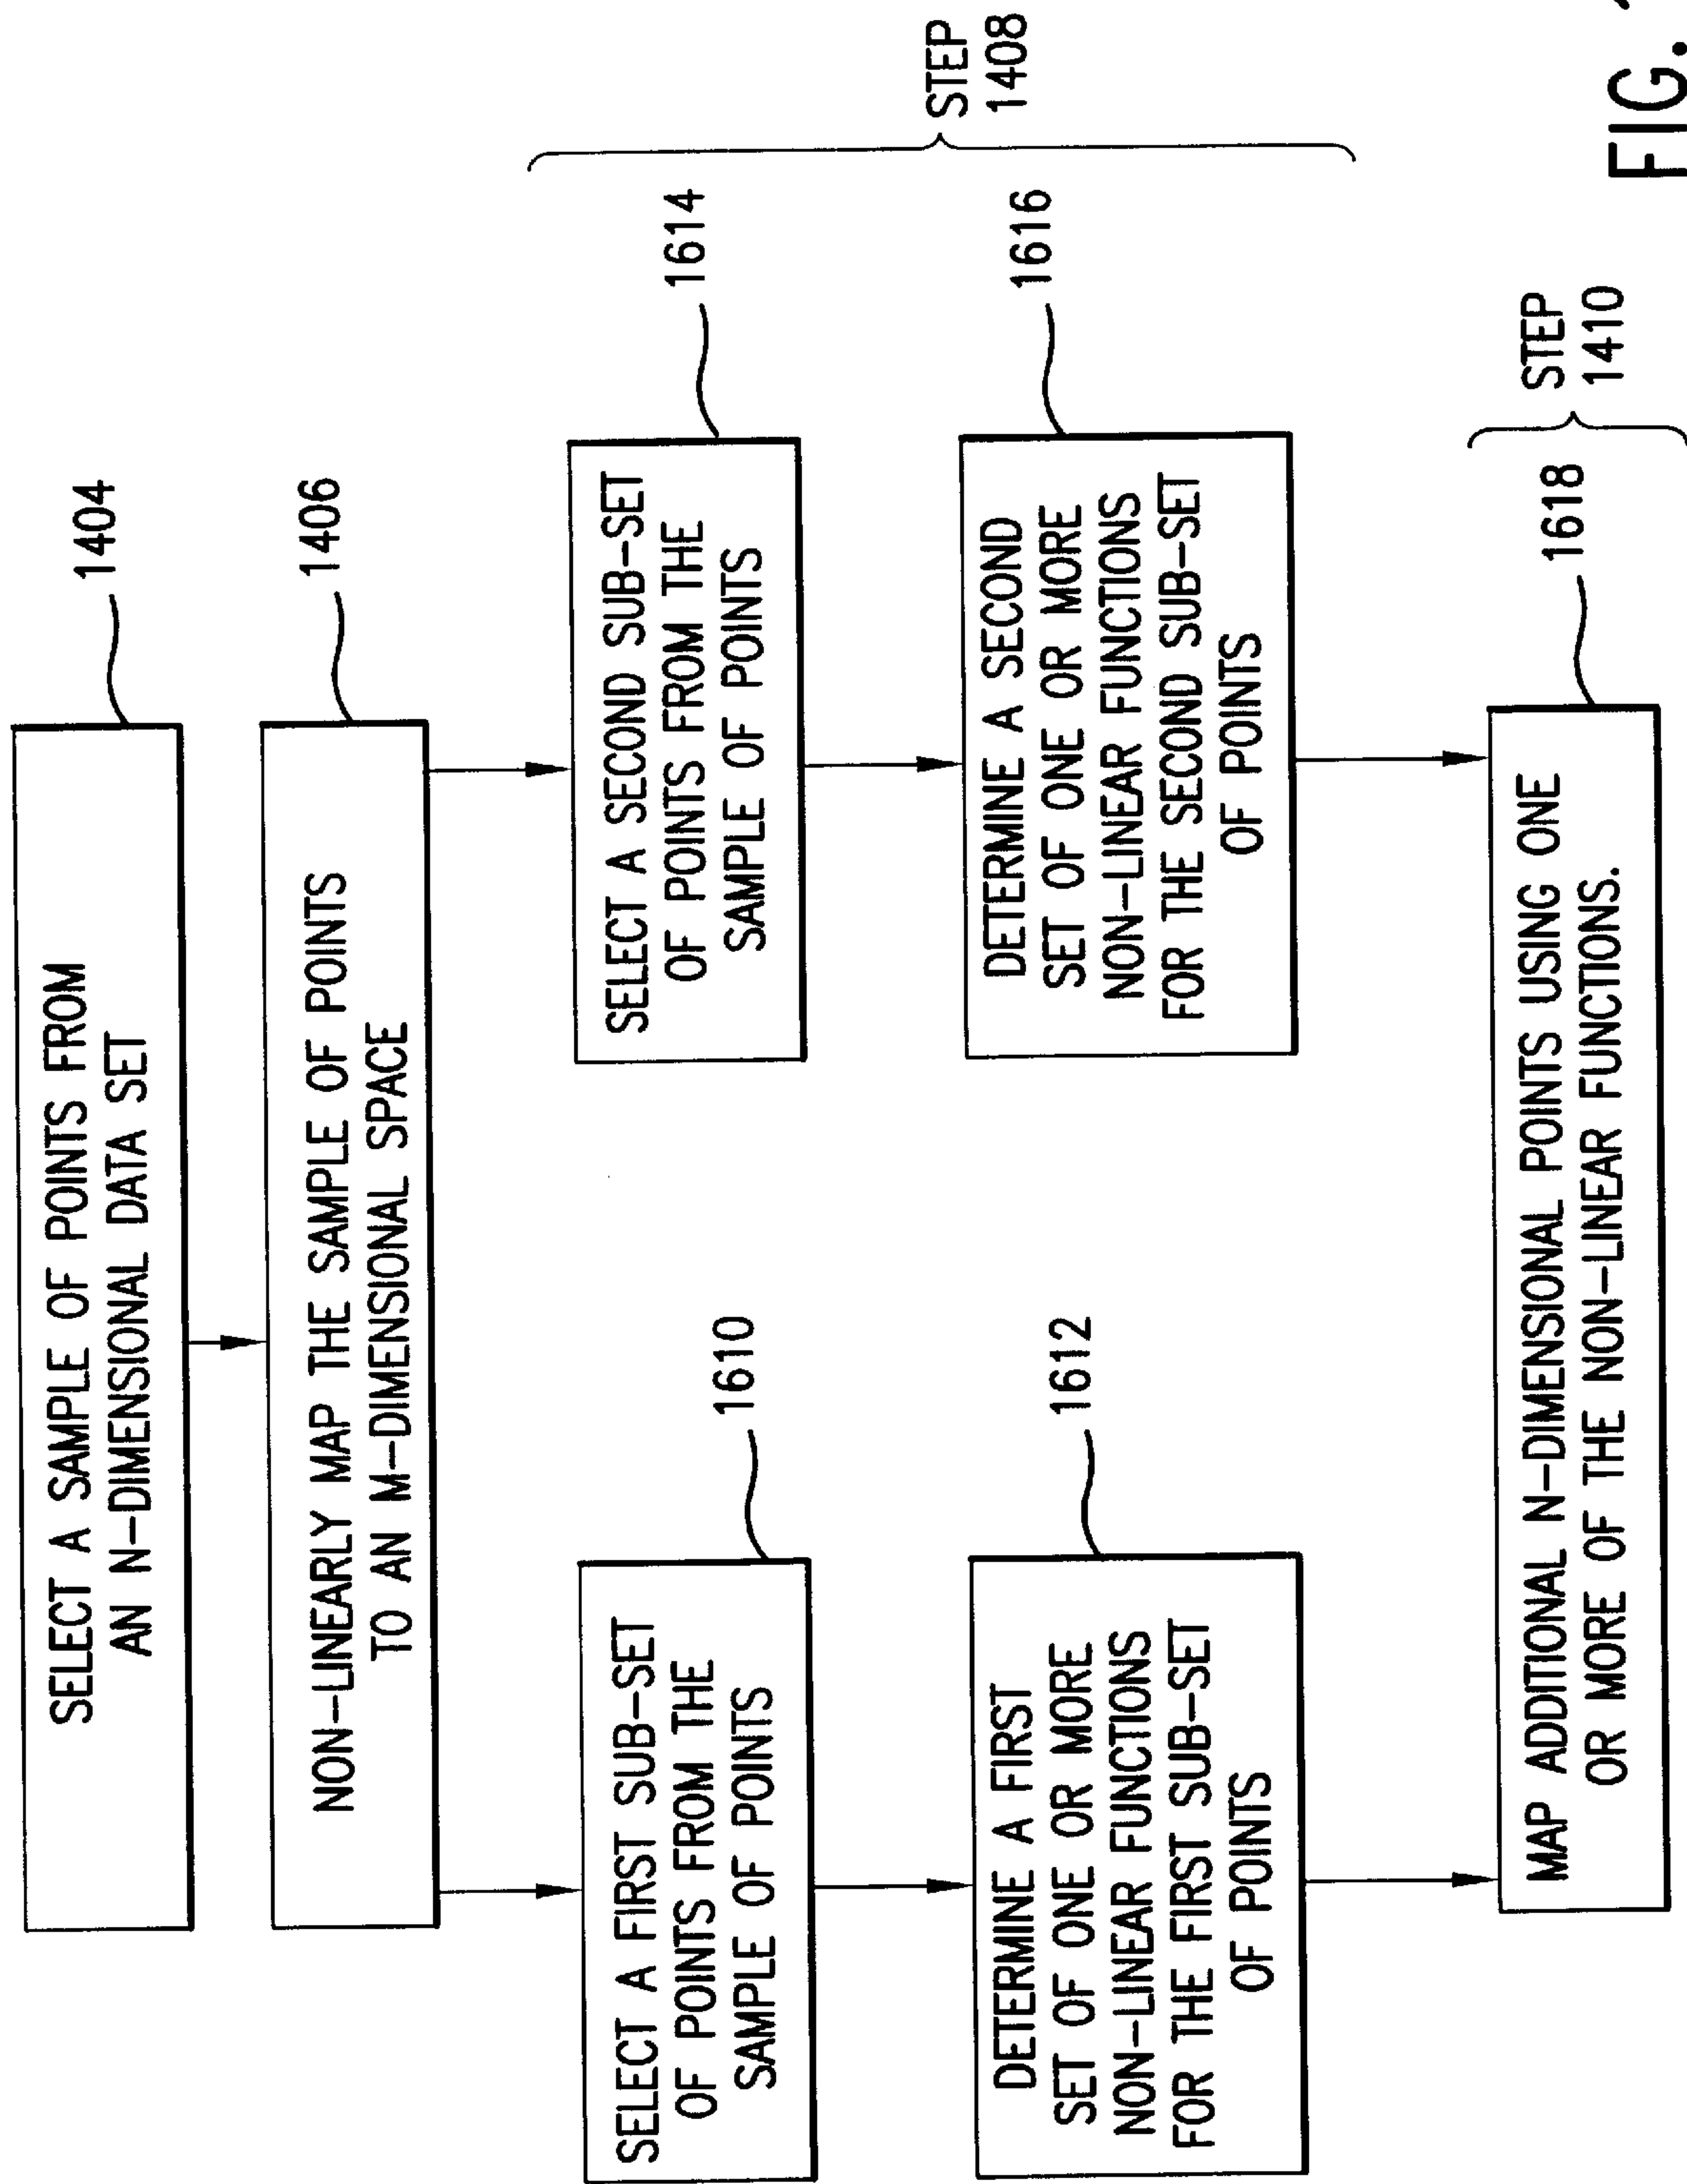 SELECT A SAMPLE OF POINTS FROM
AN N-DIMENSIONAL DATA SET
1404
NON-LINEARLY MAP THE SAMPLE OF POINTS
TO AN M-DIMENSIONAL SPACE
1406
SELECT A FIRST SUB-SET
OF POINTS FROM THE
SAMPLE OF POINTS
1610
SELECT A SECOND SUB-SET
OF POINTS FROM THE
SAMPLE OF POINTS
1614
DETERMINE A FIRST
SET OF ONE OR MORE
NON-LINEAR FUNCTIONS
FOR THE FIRST SUB-SET
OF POINTS
1612
DETERMINE A SECOND
SET OF ONE OR MORE
NON-LINEAR FUNCTIONS
FOR THE SECOND SUB-SET
OF POINTS
1616
STEP
1408
MAP ADDITIONAL N-DIMENSIONAL POINTS USING ONE
OR MORE OF THE NON-LINEAR FUNCTIONS.
1618
STEP
1410
FIG.